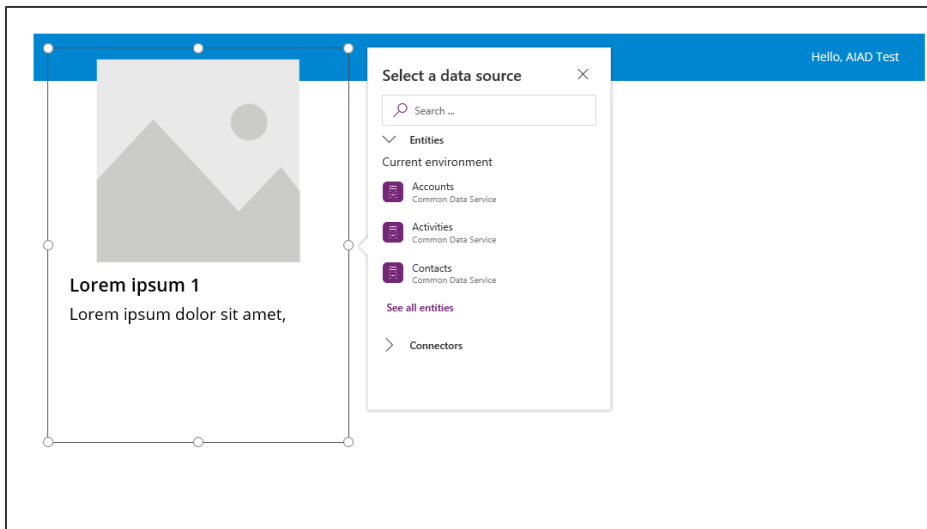 Hello, AIAD Test
Select a data source
Search ...
Entities
Current environment
Accounts
Common Data Service
Activities
Common Data Service
Contacts
Common Data Service
See all entities
Connectors
Lorem ipsum 1
Lorem ipsum dolor sit amet,